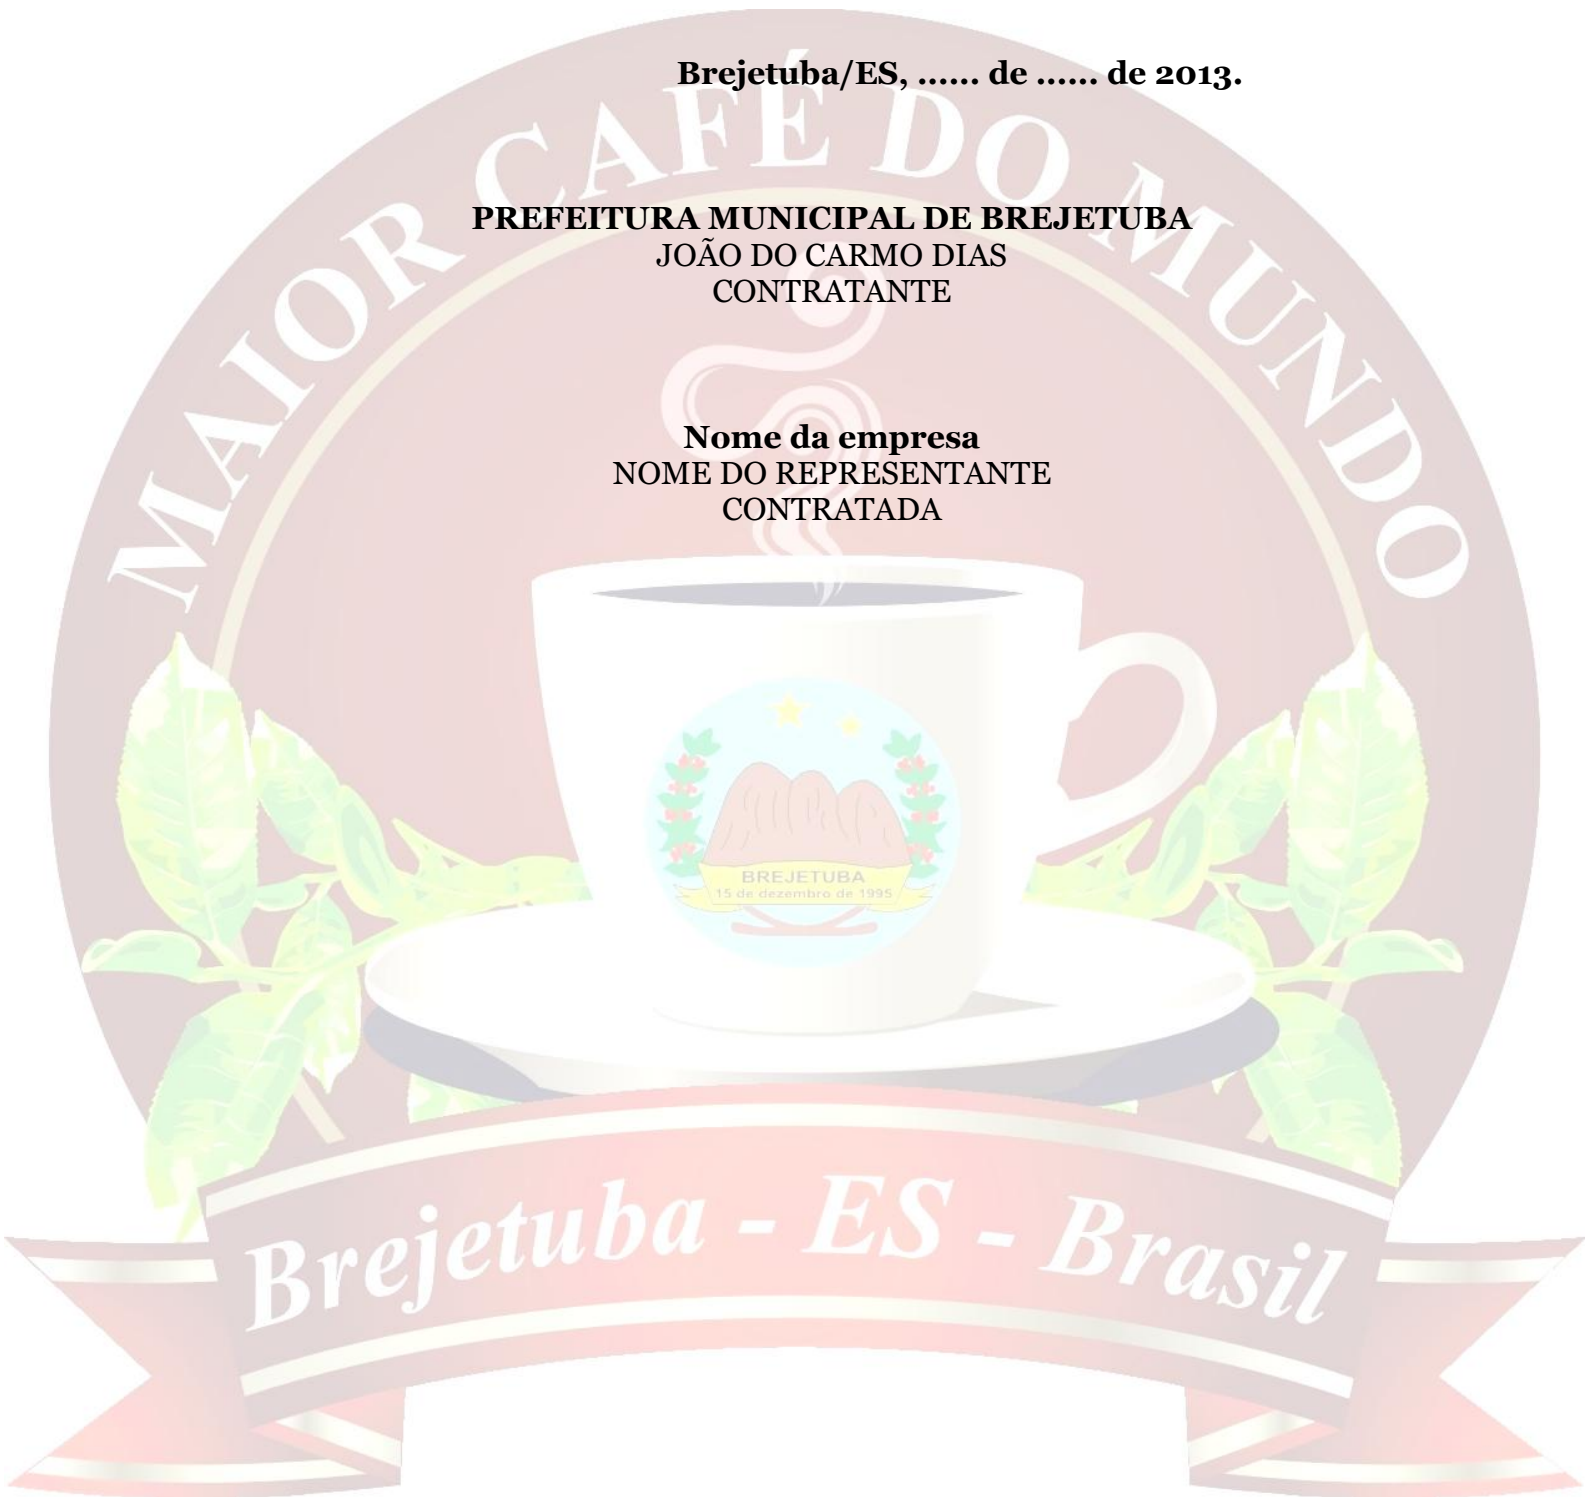 Brejetuba/ES, ...... de ...... de 2013.
MAIOR CAFÉ DO MUNDO
PREFEITURA MUNICIPAL DE BREJETUBA
JOÃO DO CARMO DIAS
CONTRATANTE
Nome da empresa
NOME DO REPRESENTANTE
CONTRATADA
BREJETUBA
15 de dezembro de 1995
Brejetuba - ES - Brasil